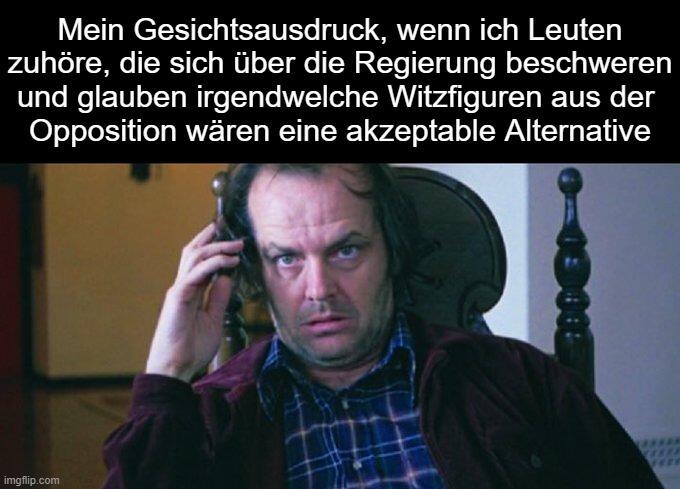 Mein Gesichtsausdruck, wenn ich Leuten
zuhöre, die sich über die Regierung beschweren
und glauben irgendwelche Witzfiguren aus der
Opposition wären eine akzeptable Alternative
imgflip.com